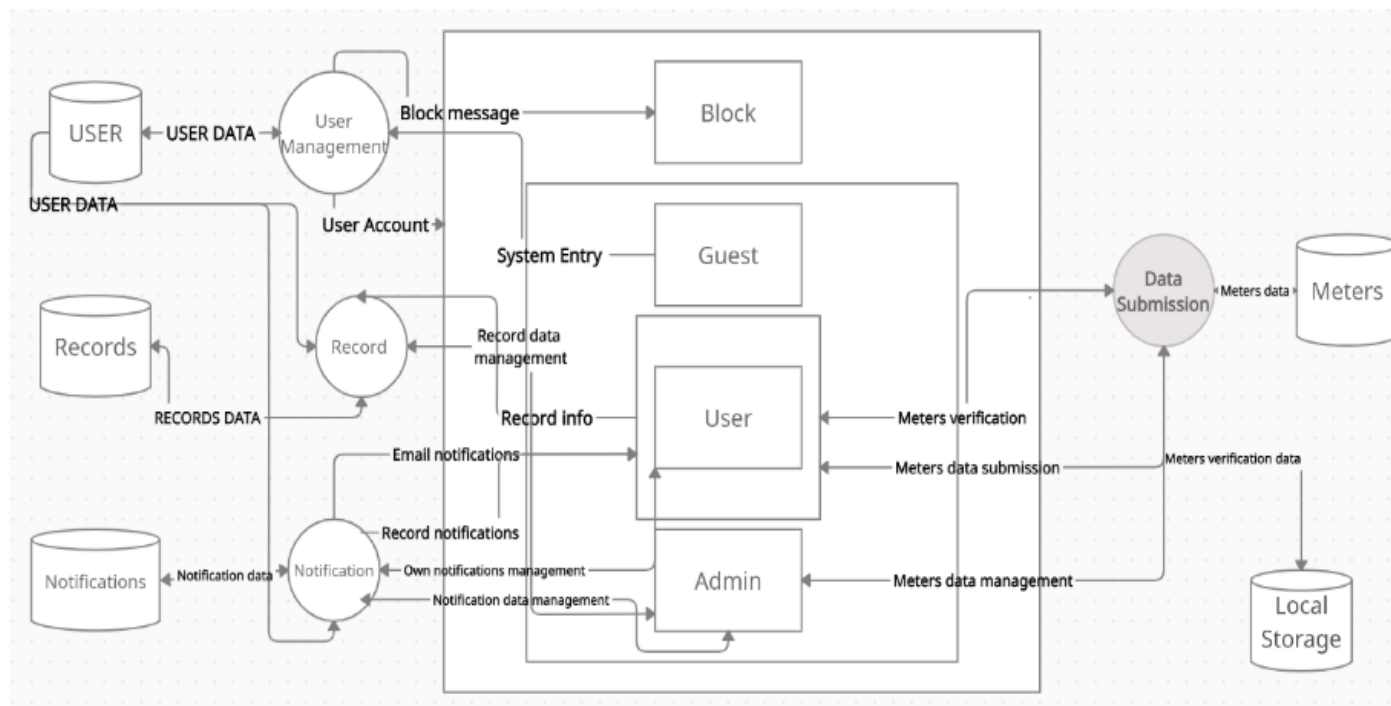 Block message
Block
USER
USER DATA
User
Management
USER DATA
User Account
System Entry
Guest
Data
Submission
Meters data
Meters
Records
Record
Record data
management
RECORDS DATA
Record info
User
Meters verification
Email notifications
Meters data submission
Meters verification data
Record notifications
Notifications
Notification data
Notification
Own notifications management
Admin
Meters data management
Notification data management
Local
Storage